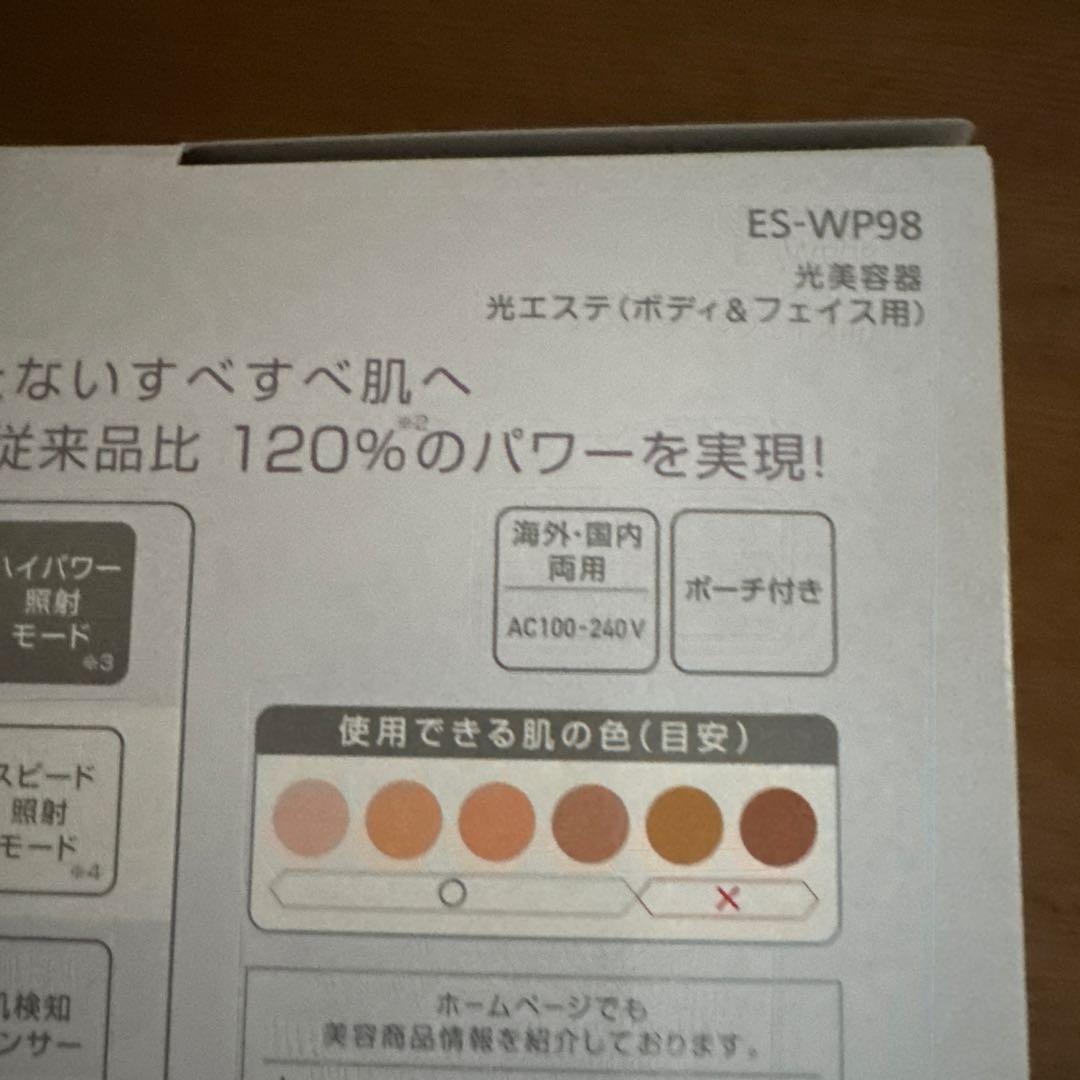 ES-WP98
光美容器
光エステ(ボディ&フェイス用)
ないすべすべ肌へ
従来品比 120%※2のパワーを実現!
ハイパワー
照射
モード
※3
海外・国内
両用
AC100-240V
ポーチ付き
スピード
照射
モード
※4
使用できる肌の色(目安)
○
×
検知
ンサー
ホームページでも
美容商品情報を紹介しております。